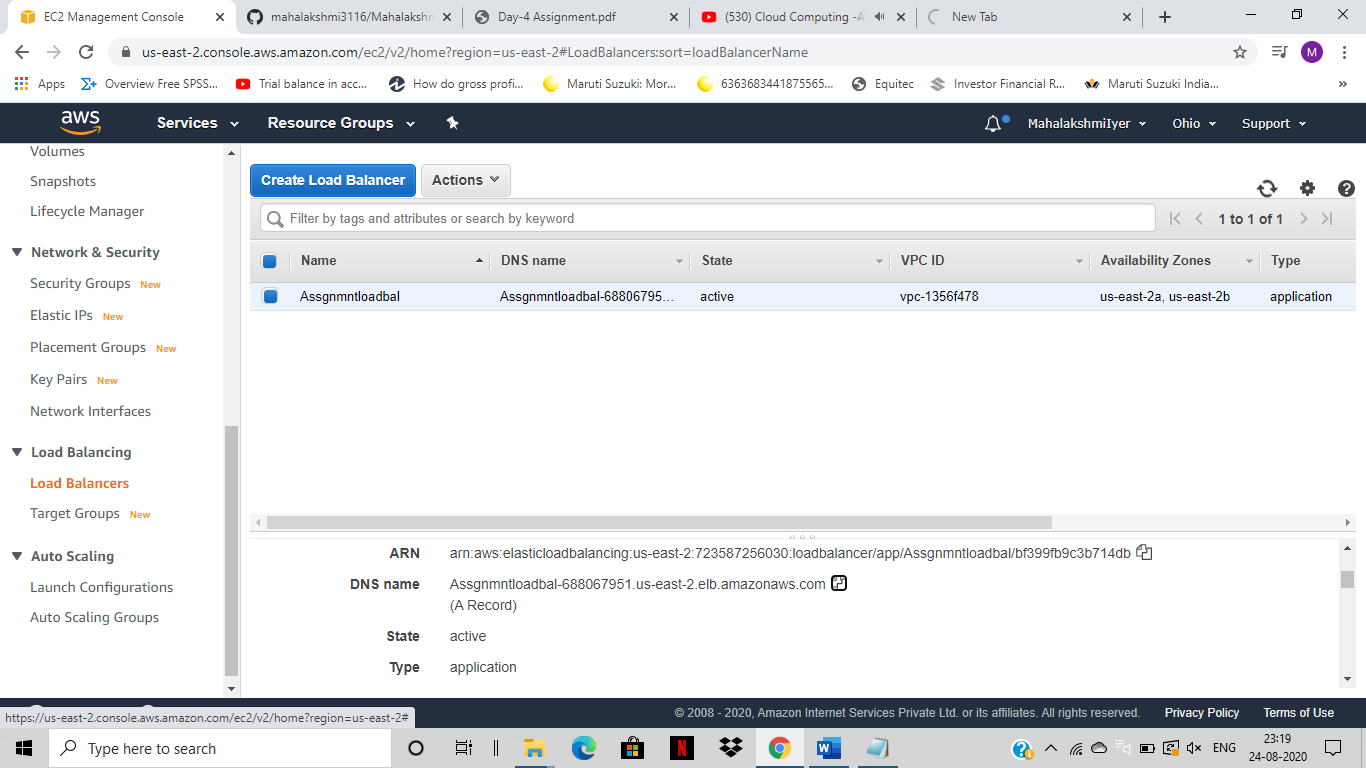 EC2 Management Console
mahalakshmi3116/Mahalakshm
Day-4 Assignment.pdf
(530) Cloud Computing -A
New Tab
us-east-2.console.aws.amazon.com/ec2/v2/home?region=us-east-2#LoadBalancers:sort=loadBalancerName
M
Apps
Overview Free SPSS...
Trial balance in acc...
How do gross profi...
Maruti Suzuki: Mor...
6363683441875565...
Equitec
Investor Financial R...
Maruti Suzuki India...
aws
Services
Resource Groups
MahalakshmiIyer
Ohio
Support
Volumes
Snapshots
Lifecycle Manager
Network & Security
Security Groups New
Elastic IPs New
Placement Groups New
Key Pairs New
Network Interfaces
Load Balancing
Load Balancers
Target Groups New
Auto Scaling
Launch Configurations
Auto Scaling Groups
Create Load Balancer
Actions
Filter by tags and attributes or search by keyword
1 to 1 of 1
Name DNS name State VPC ID Availability Zones Type
Assgnmntloadbal Assgnmntloadbal-68806795... active vpc-1356f478 us-east-2a, us-east-2b application
ARN arn:aws:elasticloadbalancing:us-east-2:723587256030:loadbalancer/app/Assgnmntloadbal/bf399fb9c3b714db
DNS name Assgnmntloadbal-688067951.us-east-2.elb.amazonaws.com
(A Record)
State active
Type application
https://us-east-2.console.aws.amazon.com/ec2/v2/home?region=us-east-2#
© 2008 - 2020, Amazon Internet Services Private Ltd. or its affiliates. All rights reserved.
Privacy Policy
Terms of Use
Type here to search
ENG
23:19
24-08-2020